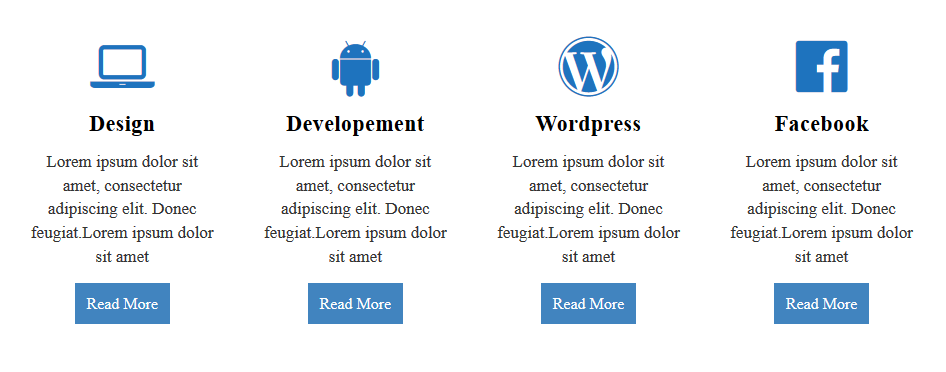 Design
Lorem ipsum dolor sit
amet, consectetur
adipiscing elit. Donec
feugiat.Lorem ipsum dolor
sit amet
Read More
Developement
Lorem ipsum dolor sit
amet, consectetur
adipiscing elit. Donec
feugiat.Lorem ipsum dolor
sit amet
Read More
Wordpress
Lorem ipsum dolor sit
amet, consectetur
adipiscing elit. Donec
feugiat.Lorem ipsum dolor
sit amet
Read More
Facebook
Lorem ipsum dolor sit
amet, consectetur
adipiscing elit. Donec
feugiat.Lorem ipsum dolor
sit amet
Read More